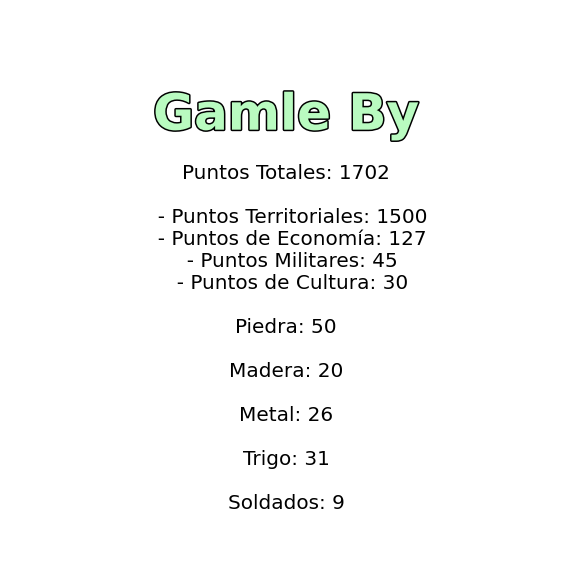 Gamle By
Puntos Totales: 1702
- Puntos Territoriales: 1500
- Puntos de Economía: 127
- Puntos Militares: 45
- Puntos de Cultura: 30
Piedra: 50
Madera: 20
Metal: 26
Trigo: 31
Soldados: 9